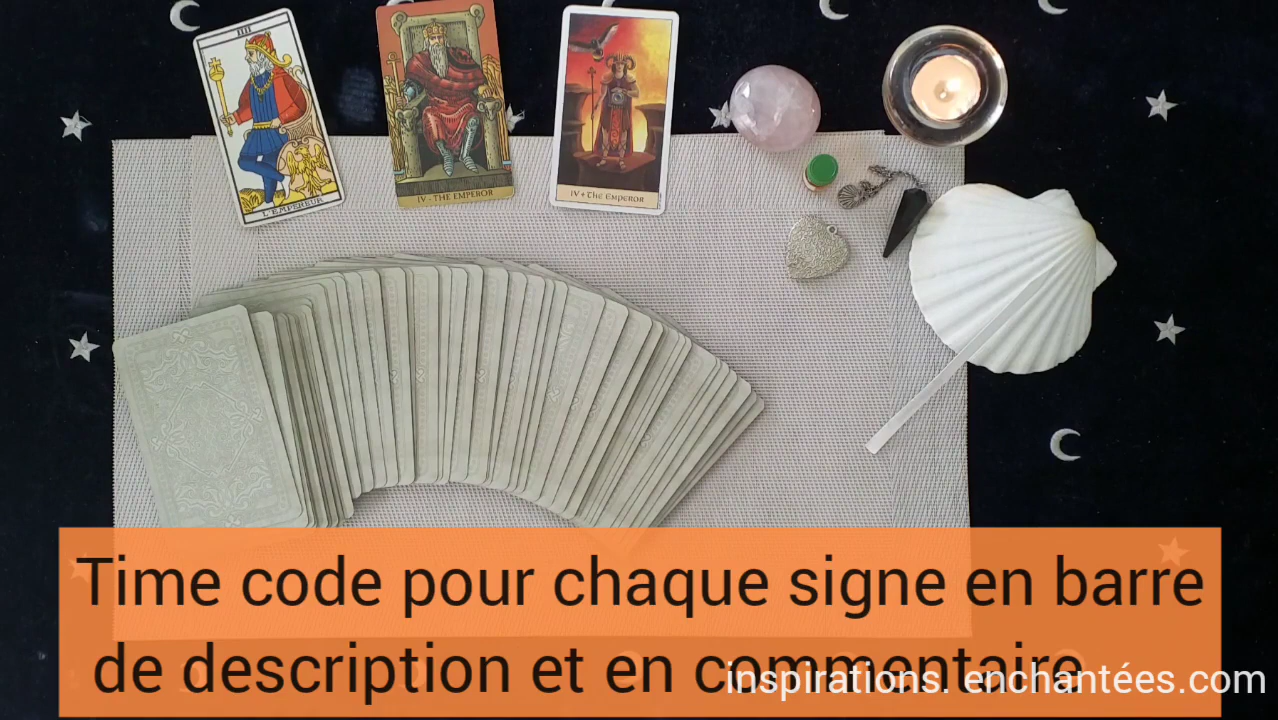 IIII
L'EMPEREUR
IV - THE EMPEROR
IV + The Emperor
Time code pour chaque signe en barre
de description et en commentaire
inspirations. enchantées.com